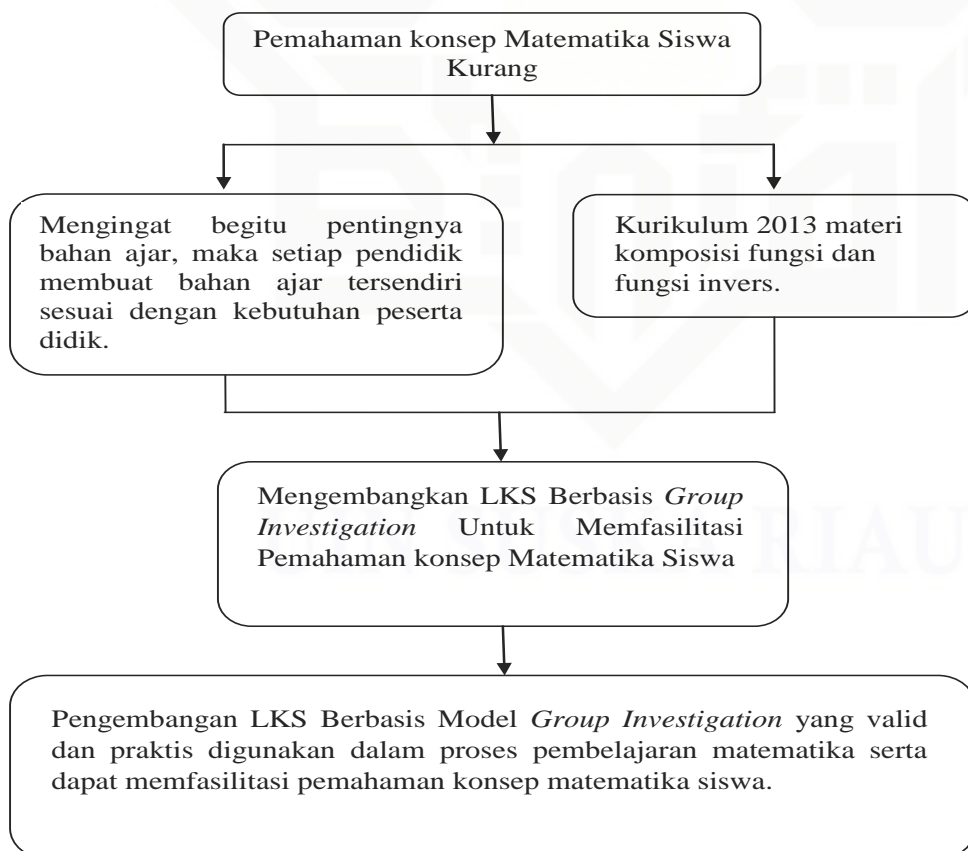 Pemahaman konsep Matematika Siswa
Kurang
Mengingat begitu pentingnya
bahan ajar, maka setiap pendidik
membuat bahan ajar tersendiri
sesuai dengan kebutuhan peserta
didik.
Kurikulum 2013 materi
komposisi fungsi dan
fungsi invers.
Mengembangkan LKS Berbasis Group
Investigation Untuk Memfasilitasi
Pemahaman konsep Matematika Siswa
Pengembangan LKS Berbasis Model Group Investigation yang valid
dan praktis digunakan dalam proses pembelajaran matematika serta
dapat memfasilitasi pemahaman konsep matematika siswa.
UIN SUSKA RIAU